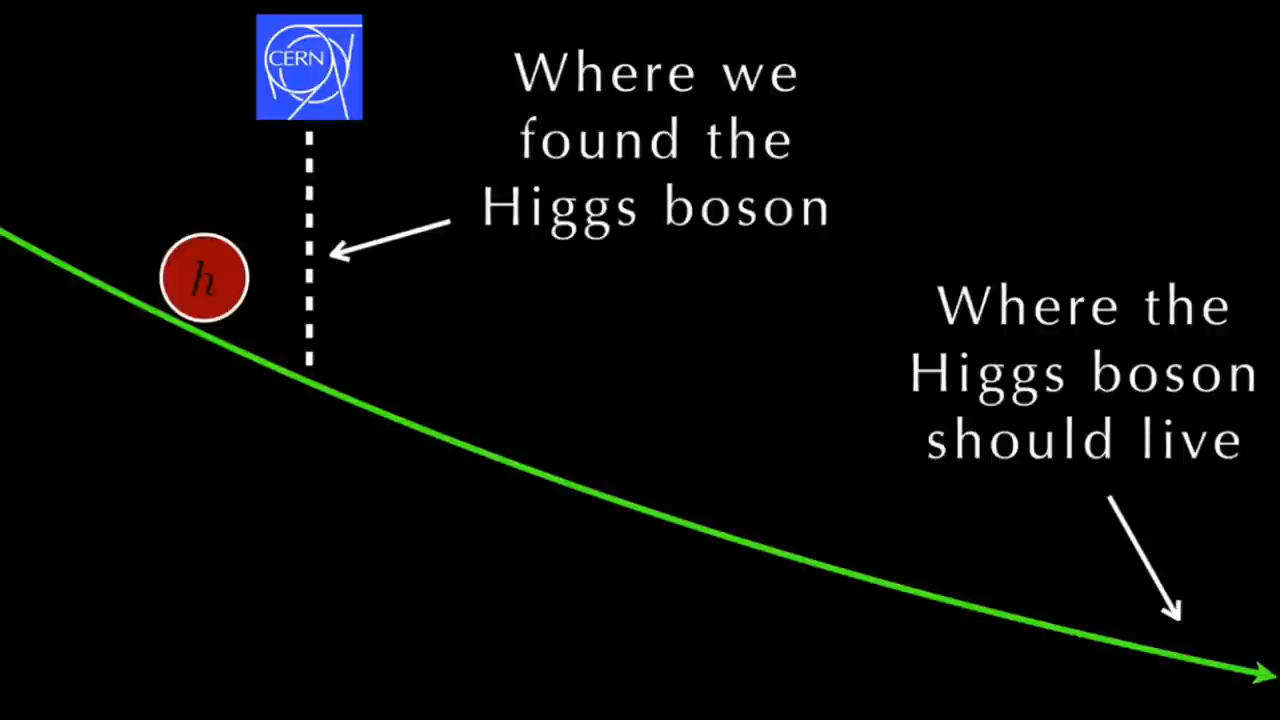 CERN
Where we
found the
Higgs boson
h
Where the
Higgs boson
should live